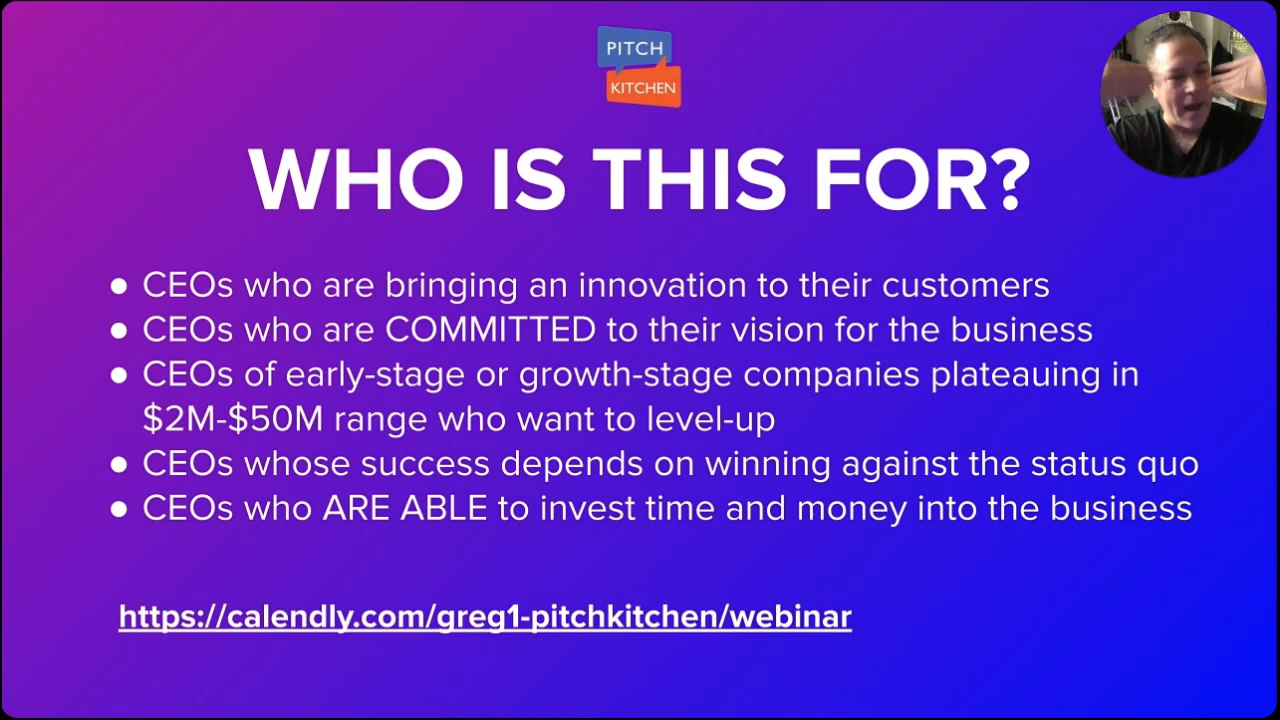 PITCH
KITCHEN
WHO IS THIS FOR?
● CEOs who are bringing an innovation to their customers
● CEOs who are COMMITTED to their vision for the business
● CEOs of early-stage or growth-stage companies plateauing in
$2M-$50M range who want to level-up
● CEOs whose success depends on winning against the status quo
● CEOs who ARE ABLE to invest time and money into the business
https://calendly.com/greg1-pitchkitchen/webinar